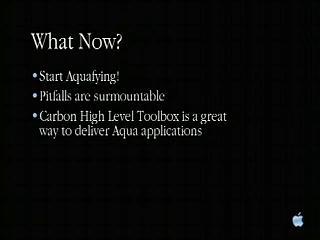 What Now?
• Start Aquafying!
• Pitfalls are surmountable
• Carbon High Level Toolbox is a great
way to deliver Aqua applications